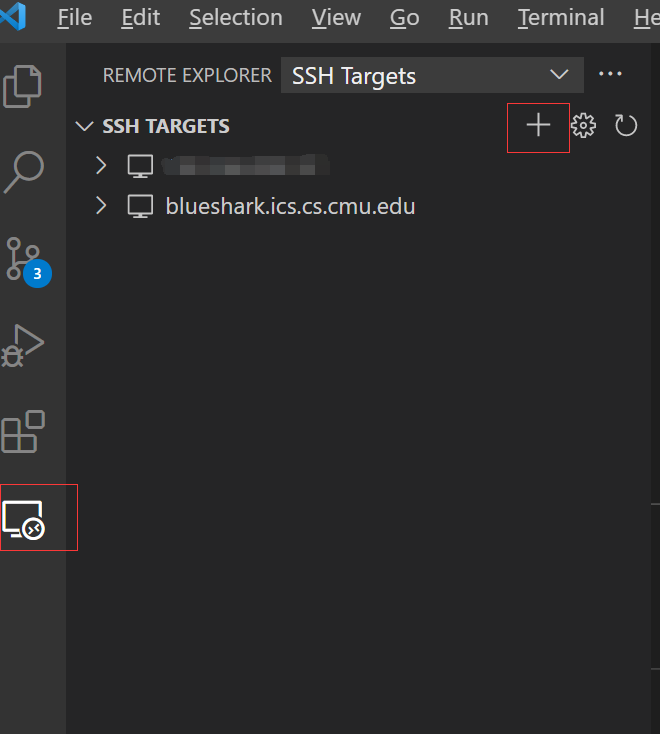 File Edit Selection View Go Run Terminal He
REMOTE EXPLORER SSH Targets
SSH TARGETS
blueshark.ics.cs.cmu.edu
3